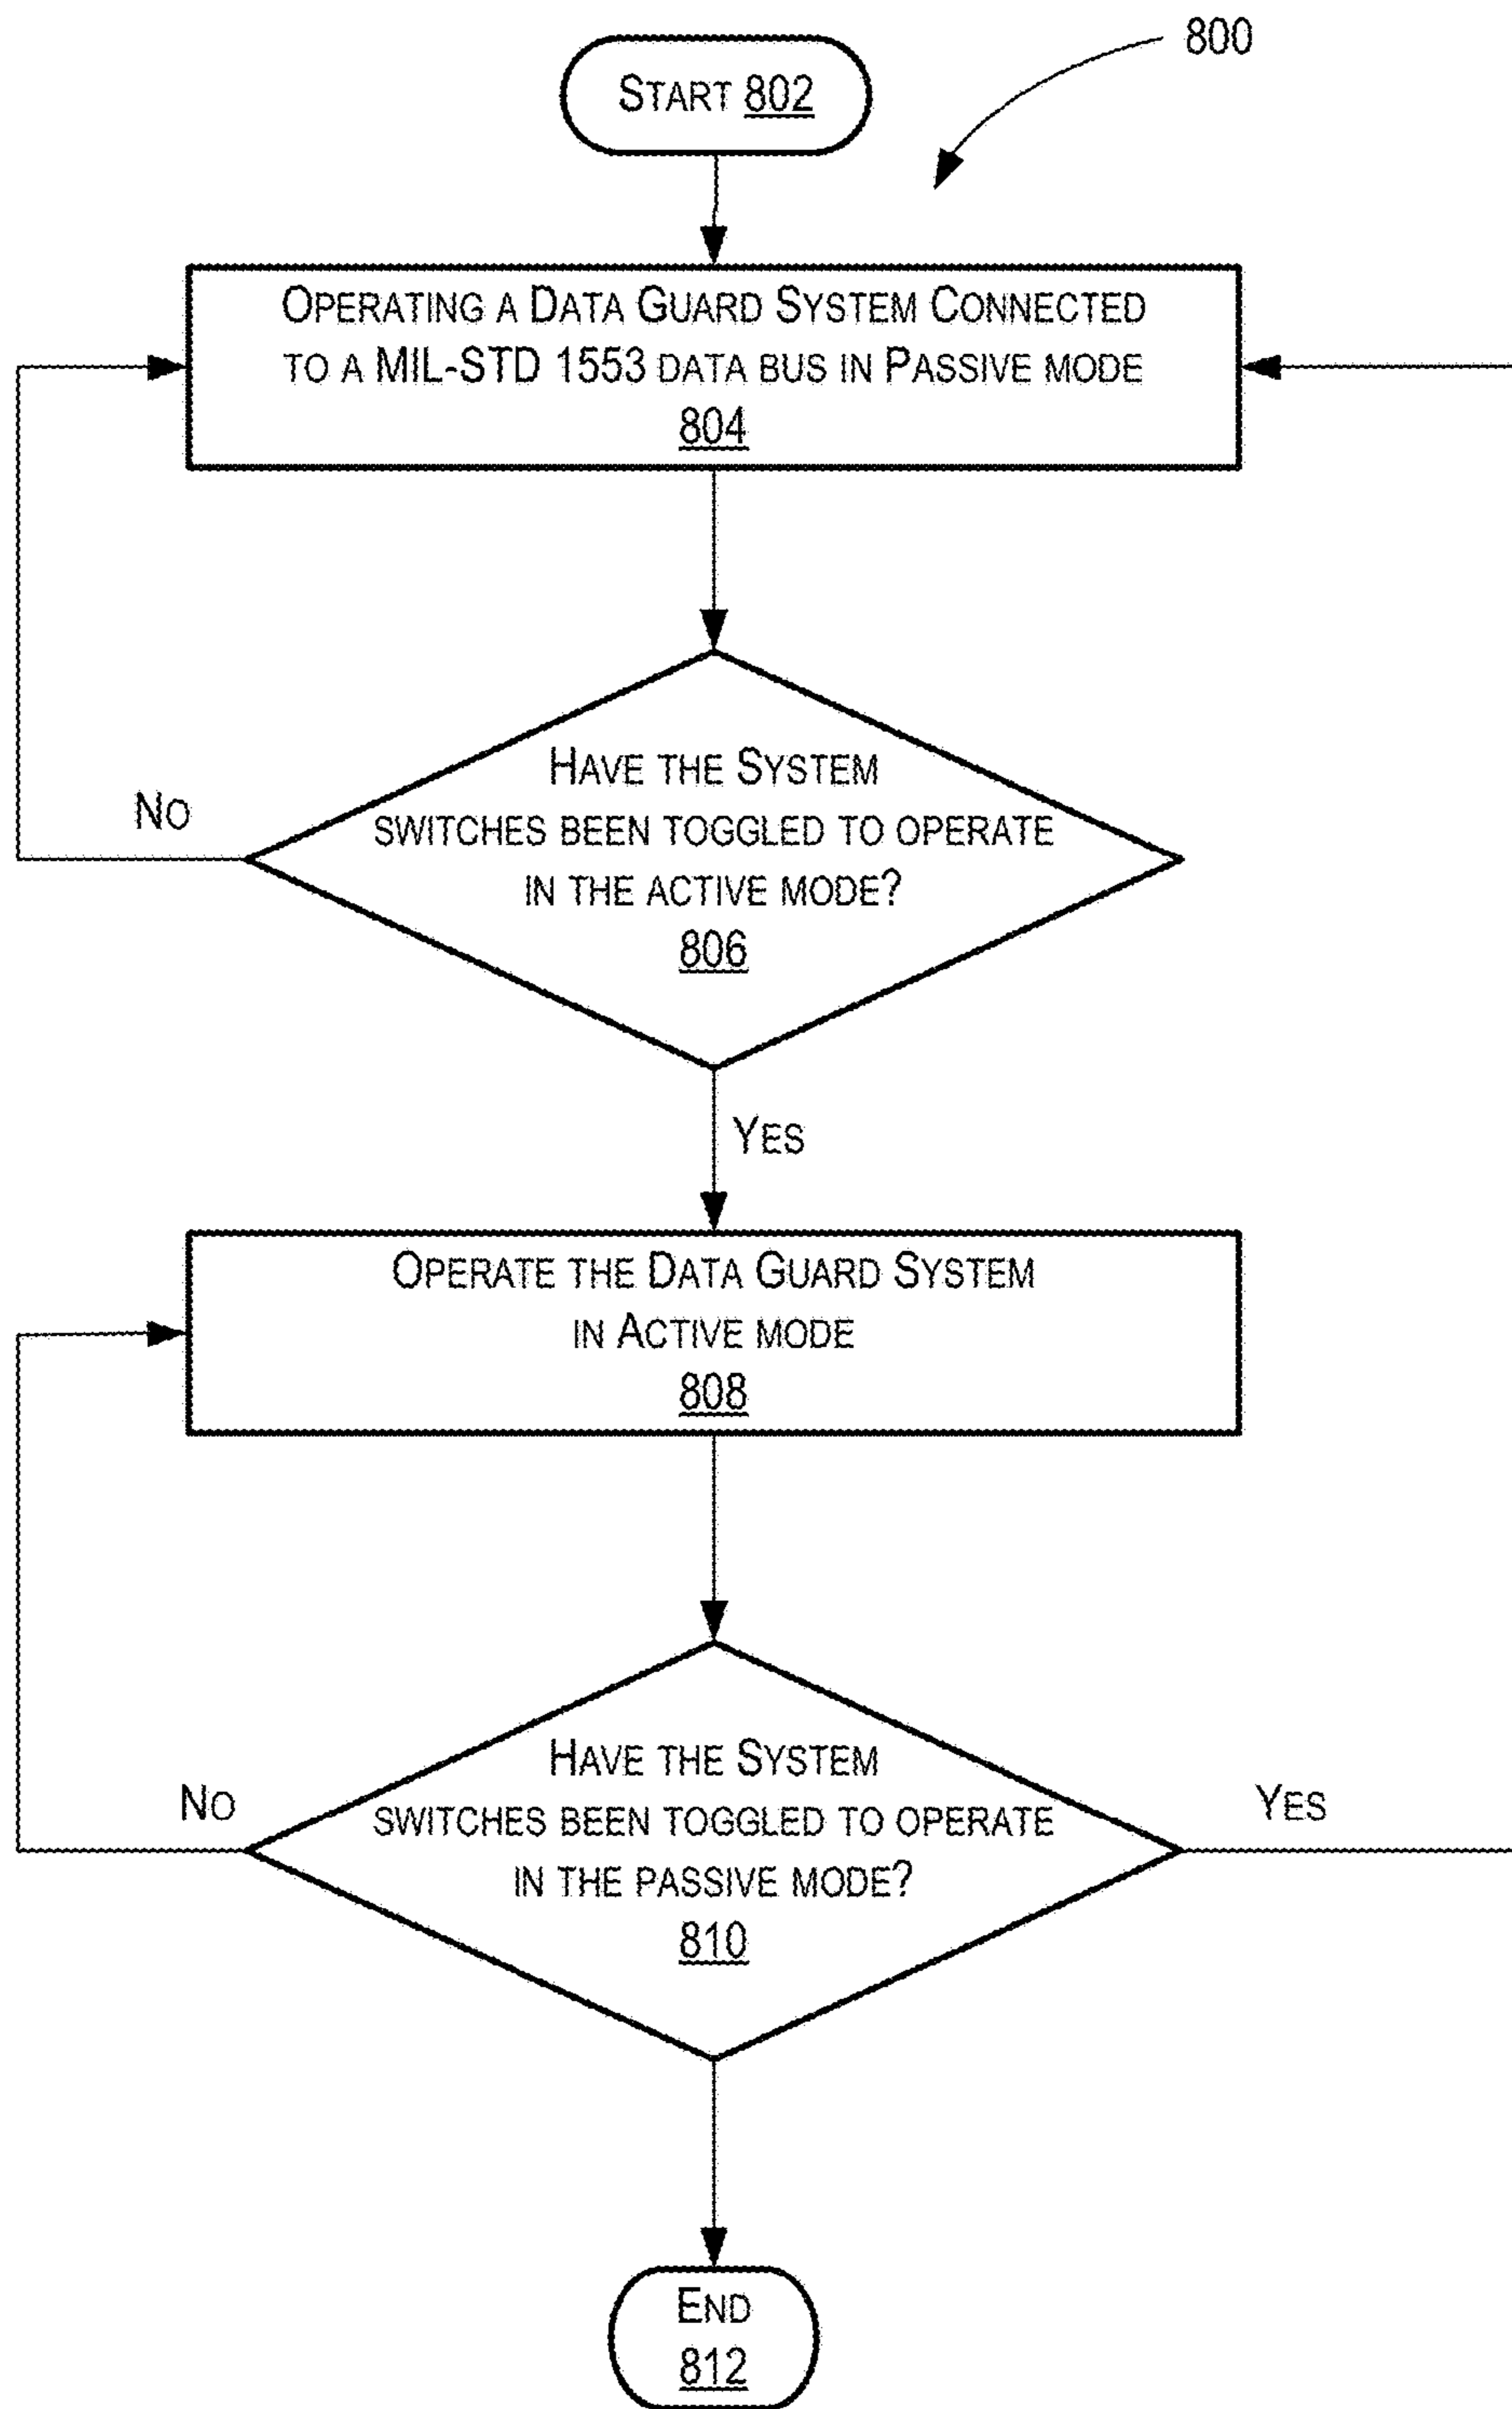 800
START 802
OPERATING A DATA GUARD SYSTEM CONNECTED
TO A MIL-STD 1553 DATA BUS IN PASSIVE MODE
804
HAVE THE SYSTEM
SWITCHES BEEN TOGGLED TO OPERATE
IN THE ACTIVE MODE?
806
NO
YES
OPERATE THE DATA GUARD SYSTEM
IN ACTIVE MODE
808
HAVE THE SYSTEM
SWITCHES BEEN TOGGLED TO OPERATE
IN THE PASSIVE MODE?
810
NO
YES
END
812